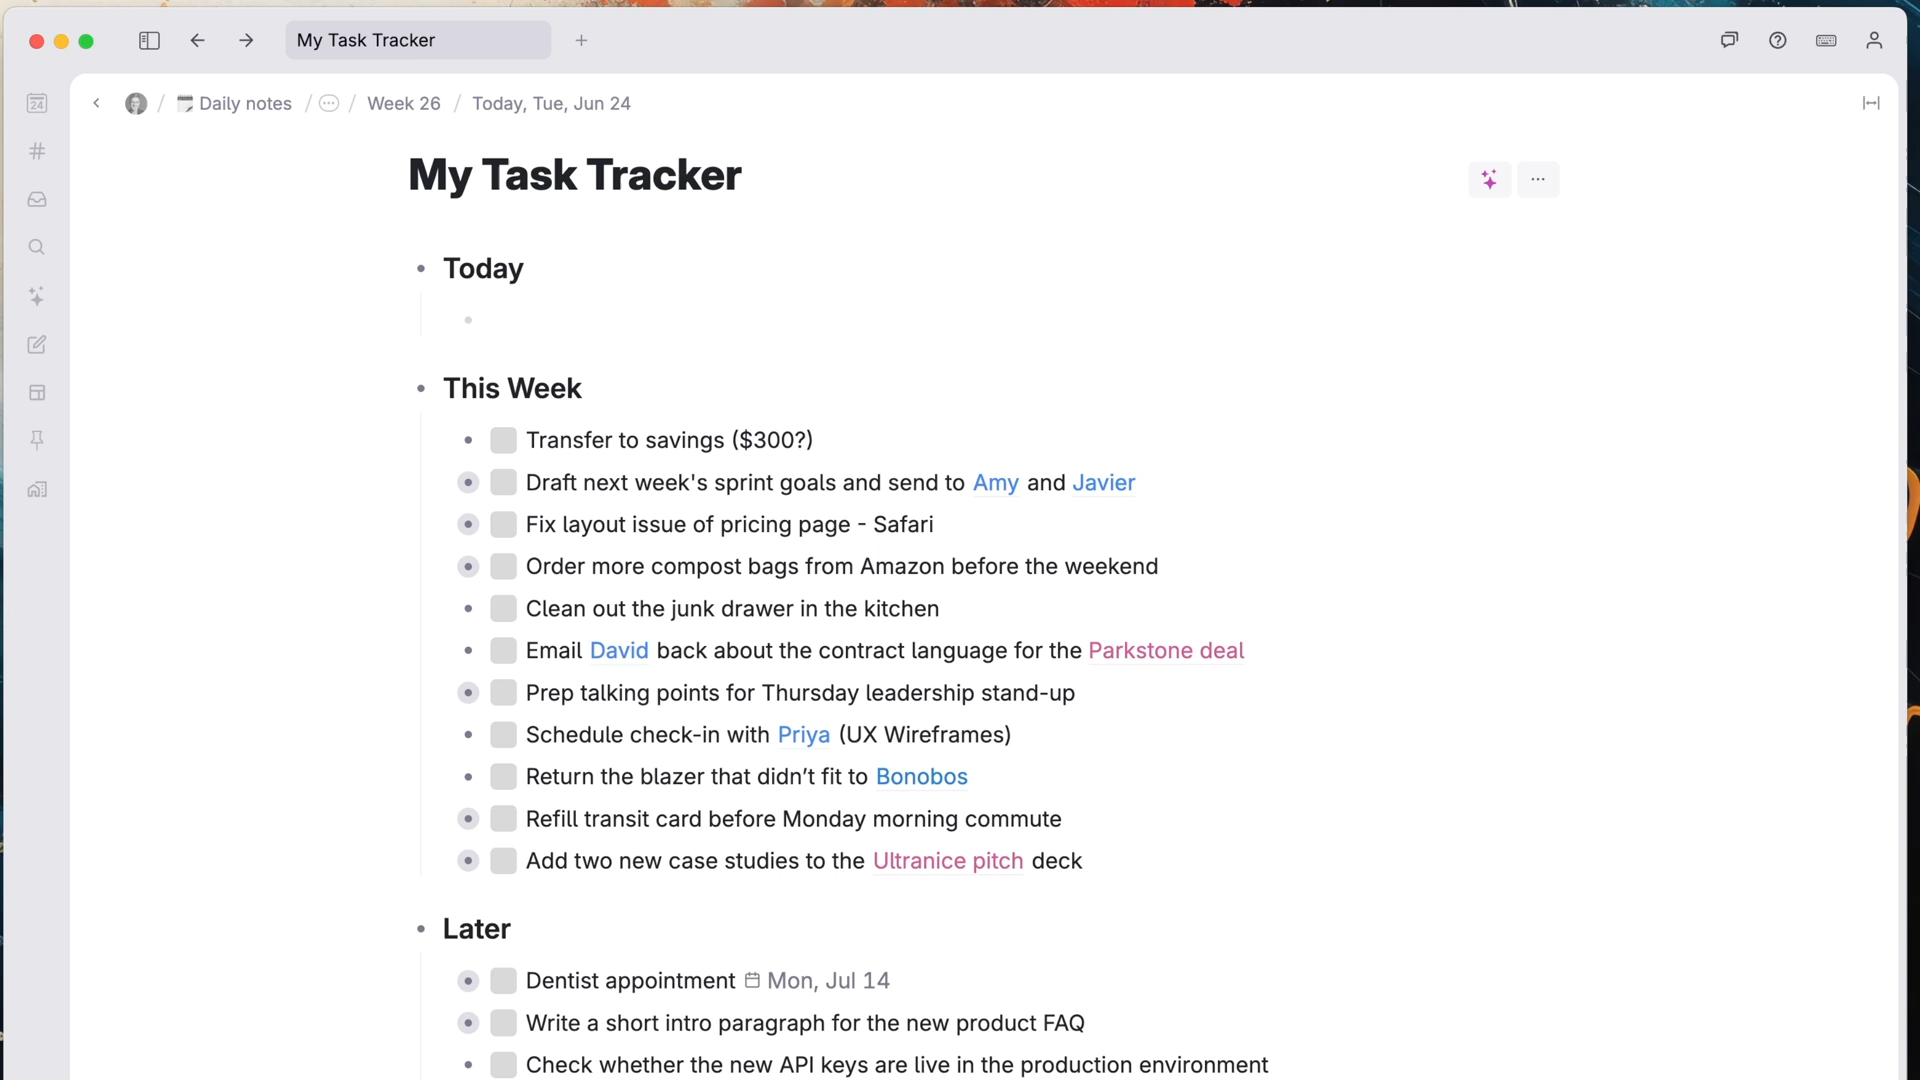 My Task Tracker
24
Daily notes / / Week 26 / Today, Tue, Jun 24
My Task Tracker
Today
This Week
Transfer to savings ($300?)
Draft next week's sprint goals and send to Amy and Javier
Fix layout issue of pricing page - Safari
Order more compost bags from Amazon before the weekend
Clean out the junk drawer in the kitchen
Email David back about the contract language for the Parkstone deal
Prep talking points for Thursday leadership stand-up
Schedule check-in with Priya (UX Wireframes)
Return the blazer that didn’t fit to Bonobos
Refill transit card before Monday morning commute
Add two new case studies to the Ultranice pitch deck
Later
Dentist appointment Mon, Jul 14
Write a short intro paragraph for the new product FAQ
Check whether the new API keys are live in the production environment